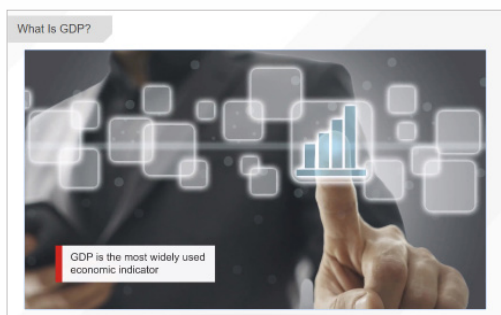 What Is GDP?
GDP is the most widely used
economic indicator